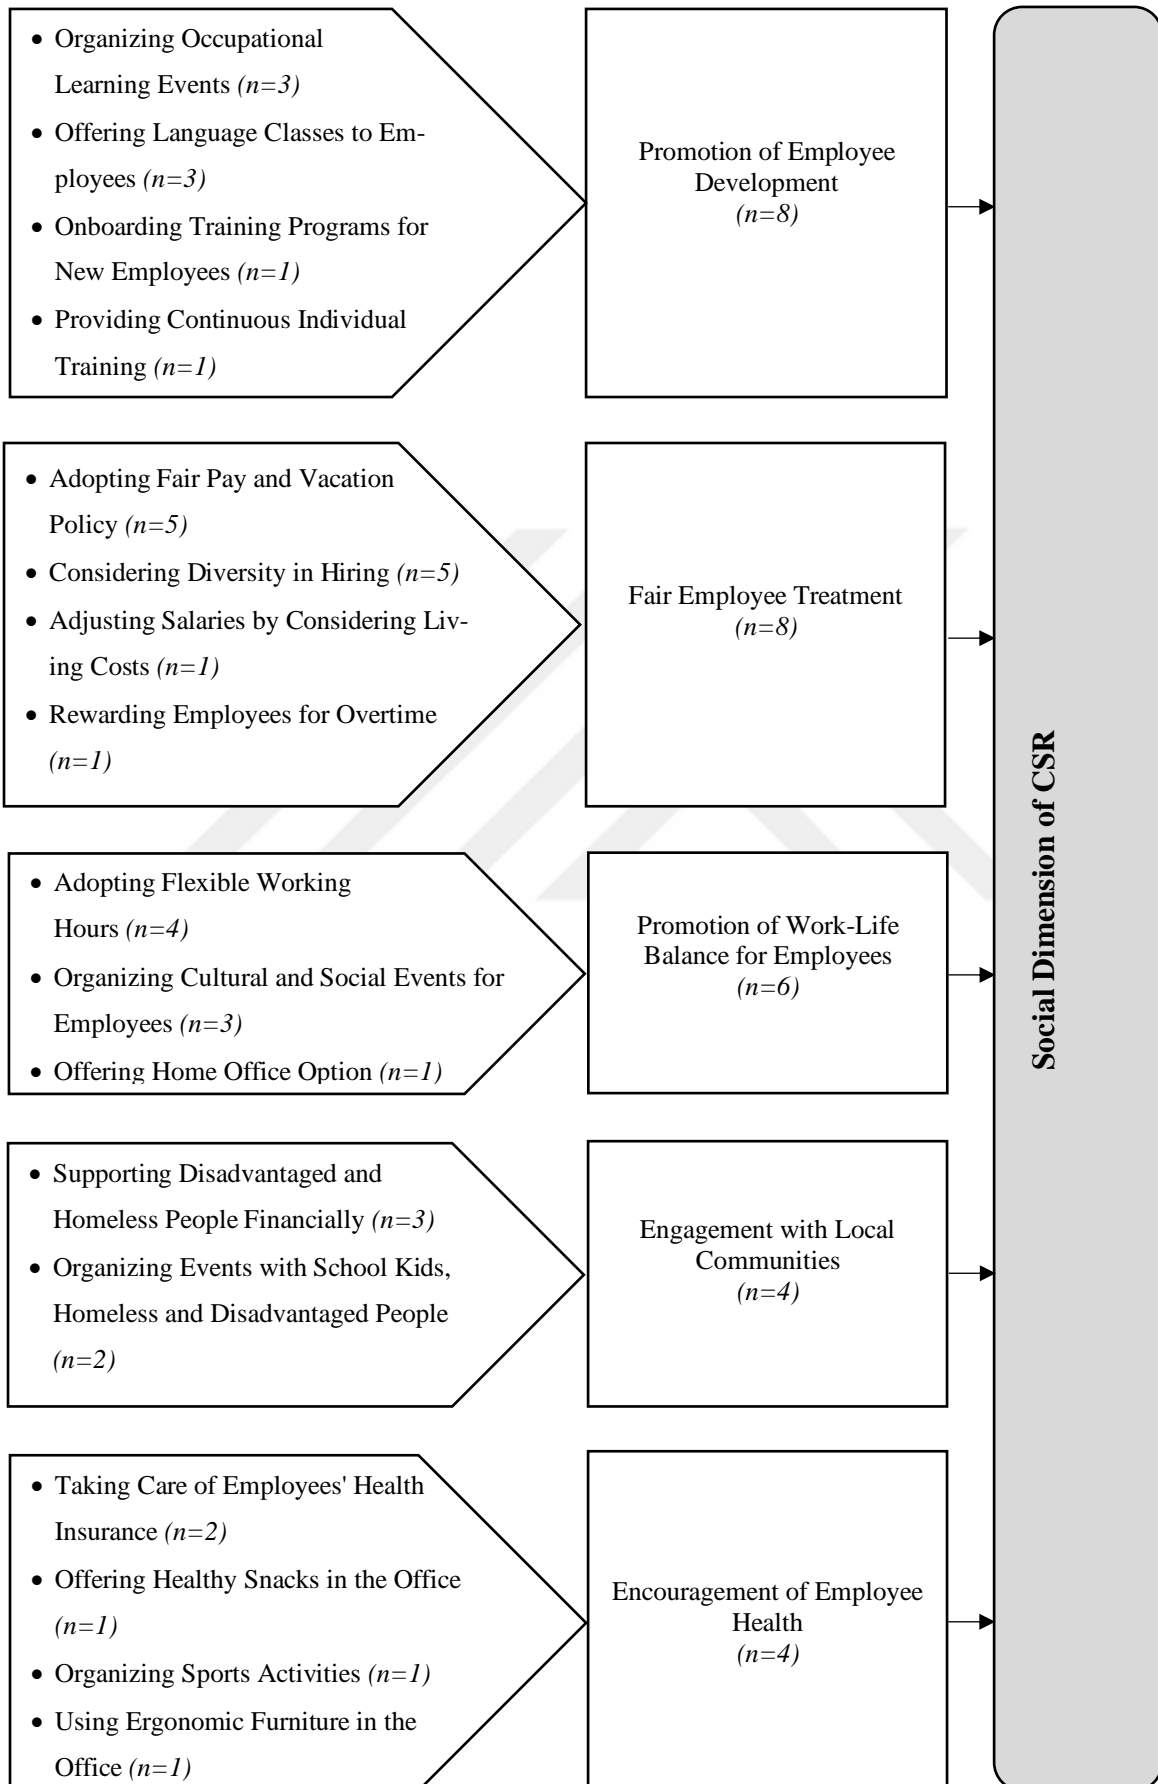 • Organizing Occupational
Learning Events (n=3)
• Offering Language Classes to Em-
ployees (n=3)
• Onboarding Training Programs for
New Employees (n=1)
• Providing Continuous Individual
Training (n=1)
Promotion of Employee
Development
(n=8)
• Adopting Fair Pay and Vacation
Policy (n=5)
• Considering Diversity in Hiring (n=5)
• Adjusting Salaries by Considering Liv-
ing Costs (n=1)
• Rewarding Employees for Overtime
(n=1)
Fair Employee Treatment
(n=8)
• Adopting Flexible Working
Hours (n=4)
• Organizing Cultural and Social Events for
Employees (n=3)
• Offering Home Office Option (n=1)
Promotion of Work-Life
Balance for Employees
(n=6)
• Supporting Disadvantaged and
Homeless People Financially (n=3)
• Organizing Events with School Kids,
Homeless and Disadvantaged People
(n=2)
Engagement with Local
Communities
(n=4)
• Taking Care of Employees' Health
Insurance (n=2)
• Offering Healthy Snacks in the Office
(n=1)
• Organizing Sports Activities (n=1)
• Using Ergonomic Furniture in the
Office (n=1)
Encouragement of Employee
Health
(n=4)
Social Dimension of CSR